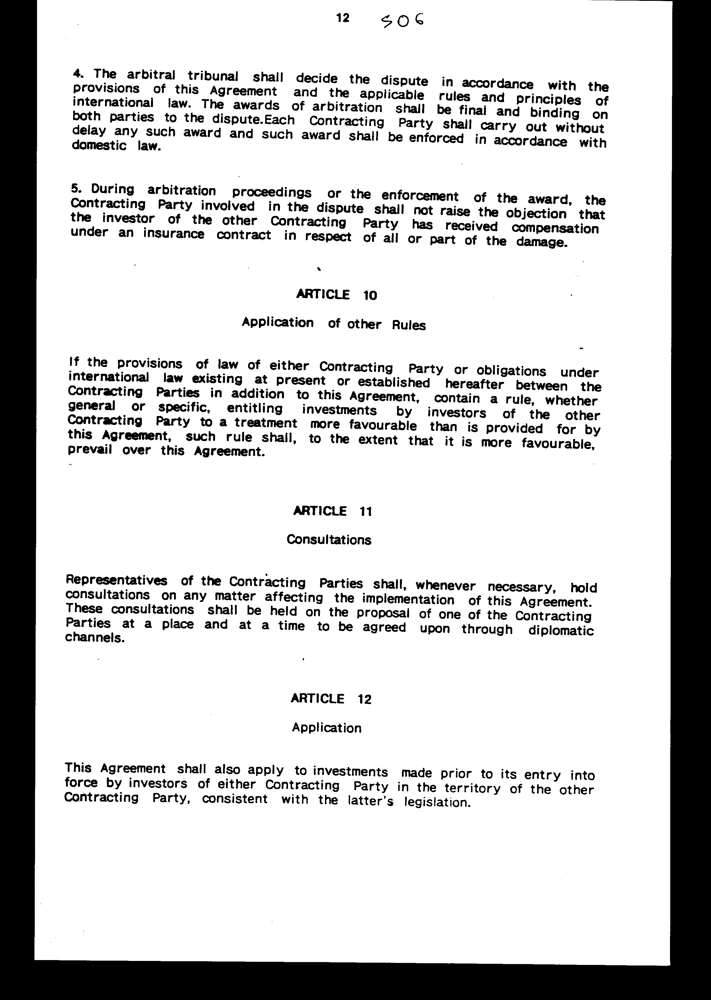 12 506
4. The arbitral tribunal shall decide the dispute in accordance with the
provisions of this Agreement and the applicable rules and principles of
international law. The awards of arbitration shall be final and binding on
both parties to the dispute.Each Contracting Party shall carry out without
delay any such award and such award shall be enforced in accordance with
domestic law.
5. During arbitration proceedings or the enforcement of the award, the
Contracting Party involved in the dispute shall not raise the objection that
the investor of the other Contracting Party has received compensation
under an insurance contract in respect of all or part of the damage.
ARTICLE 10
Application of other Rules
If the provisions of law of either Contracting Party or obligations under
international law existing at present or established hereafter between the
Contracting Parties in addition to this Agreement, contain a rule, whether
general or specific, entitling investments by investors of the other
Contracting Party to a treatment more favourable than is provided for by
this Agreement, such rule shall, to the extent that it is more favourable,
prevail over this Agreement.
ARTICLE 11
Consultations
Representatives of the Contracting Parties shall, whenever necessary, hold
consultations on any matter affecting the implementation of this Agreement.
These consultations shall be held on the proposal of one of the Contracting
Parties at a place and at a time to be agreed upon through diplomatic
channels.
ARTICLE 12
Application
This Agreement shall also apply to investments made prior to its entry into
force by investors of either Contracting Party in the territory of the other
Contracting Party, consistent with the latter's legislation.